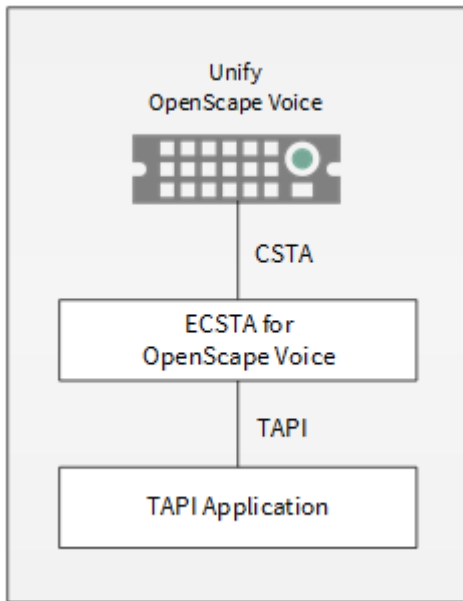 Unify
OpenScape Voice
CSTA
ECSTA for
OpenScape Voice
TAPI
TAPI Application